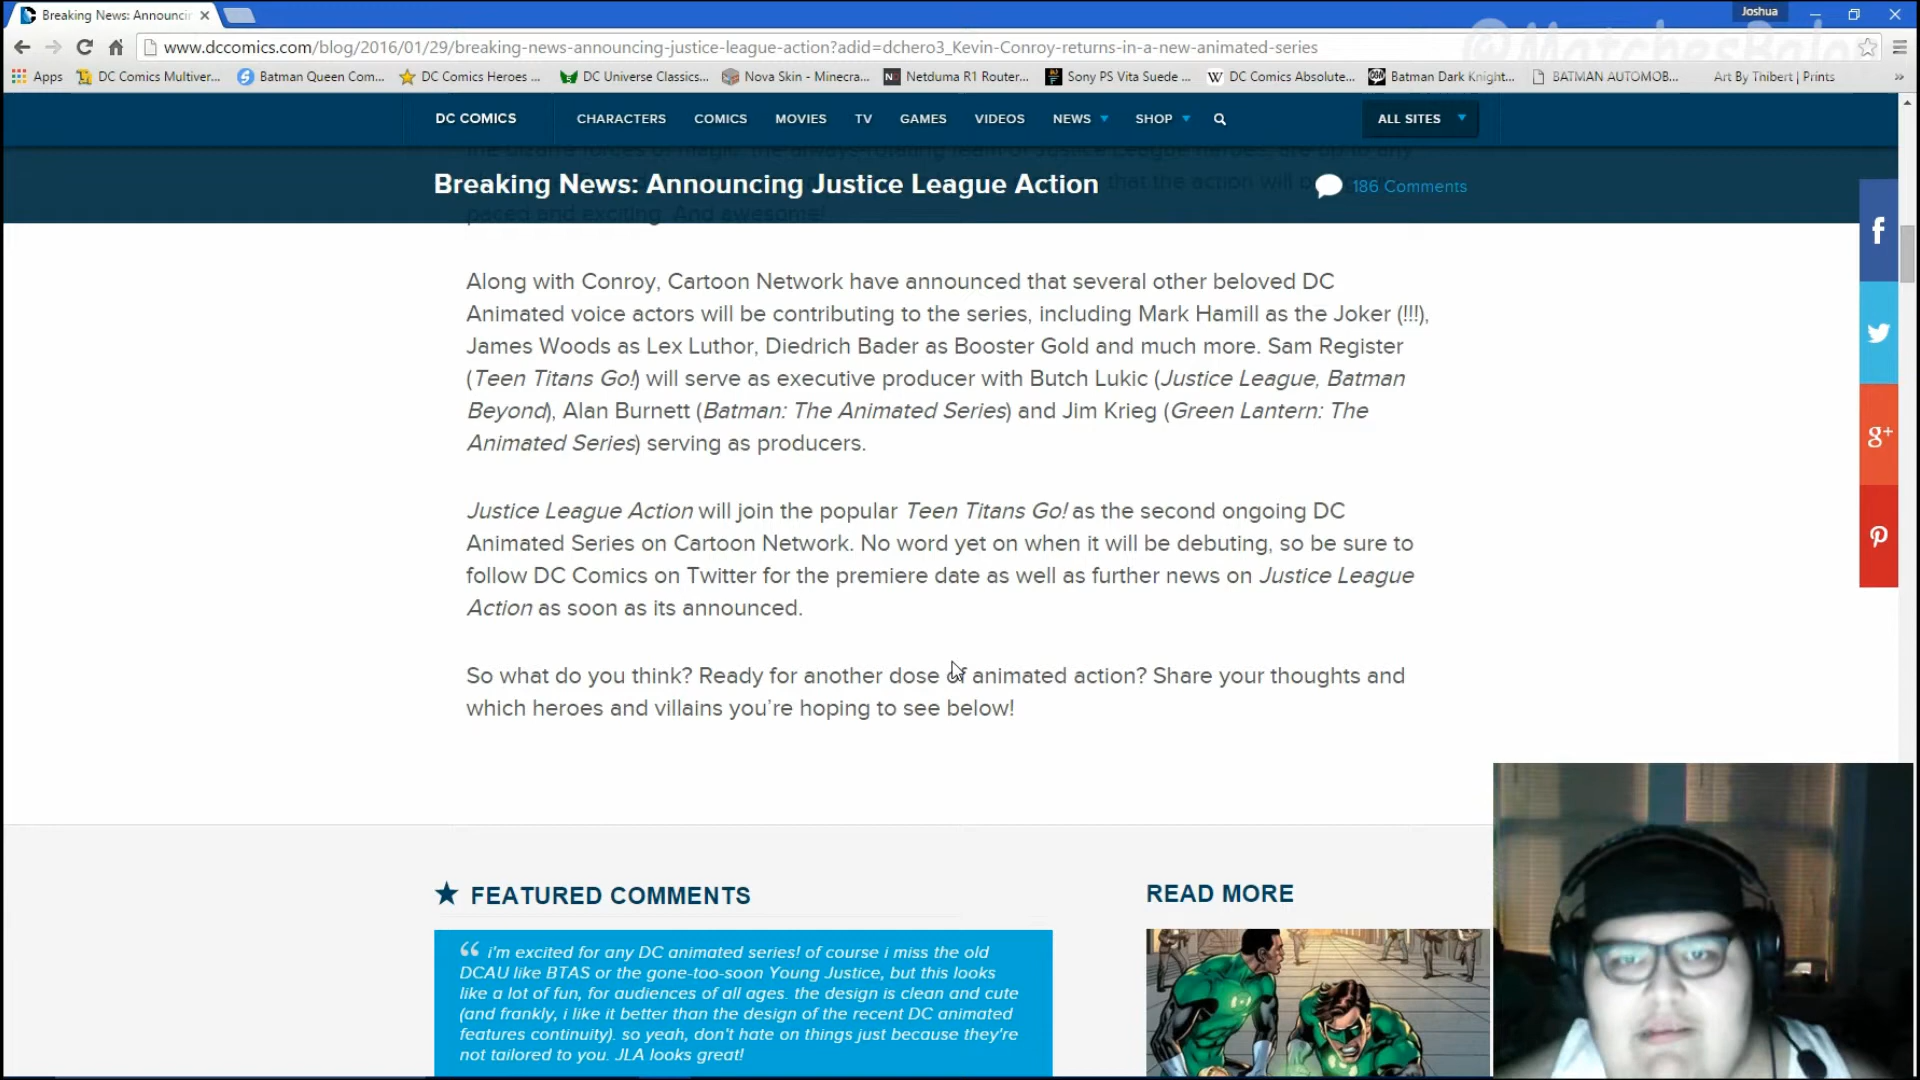 Breaking News: Announcin
Joshua
www.dccomics.com/blog/2016/01/29/breaking-news-announcing-justice-league-action?adid=dchero3_Kevin-Conroy-returns-in-a-new-animated-series
Apps DC Comics Multiver... Batman Queen Com... DC Comics Heroes ... DC Universe Classics... Nova Skin - Minecra... Netduma R1 Router... Sony PS Vita Suede ... DC Comics Absolute... Batman Dark Knight... BATMAN AUTOMOB... Art By Thibert | Prints »
DC COMICS CHARACTERS COMICS MOVIES TV GAMES VIDEOS NEWS SHOP ALL SITES
Breaking News: Announcing Justice League Action 186 Comments
paced and exciting. And awesome!
Along with Conroy, Cartoon Network have announced that several other beloved DC
Animated voice actors will be contributing to the series, including Mark Hamill as the Joker (!!!),
James Woods as Lex Luthor, Diedrich Bader as Booster Gold and much more. Sam Register
(Teen Titans Go!) will serve as executive producer with Butch Lukic (Justice League, Batman
Beyond), Alan Burnett (Batman: The Animated Series) and Jim Krieg (Green Lantern: The
Animated Series) serving as producers.
Justice League Action will join the popular Teen Titans Go! as the second ongoing DC
Animated Series on Cartoon Network. No word yet on when it will be debuting, so be sure to
follow DC Comics on Twitter for the premiere date as well as further news on Justice League
Action as soon as its announced.
So what do you think? Ready for another dose of animated action? Share your thoughts and
which heroes and villains you’re hoping to see below!
f
g+
FEATURED COMMENTS
READ MORE
“ i'm excited for any DC animated series! of course i miss the old
DCAU like BTAS or the gone-too-soon Young Justice, but this looks
like a lot of fun, for audiences of all ages. the design is clean and cute
(and frankly, i like it better than the design of the recent DC animated
features continuity). so yeah, don't hate on things just because they're
not tailored to you. JLA looks great!